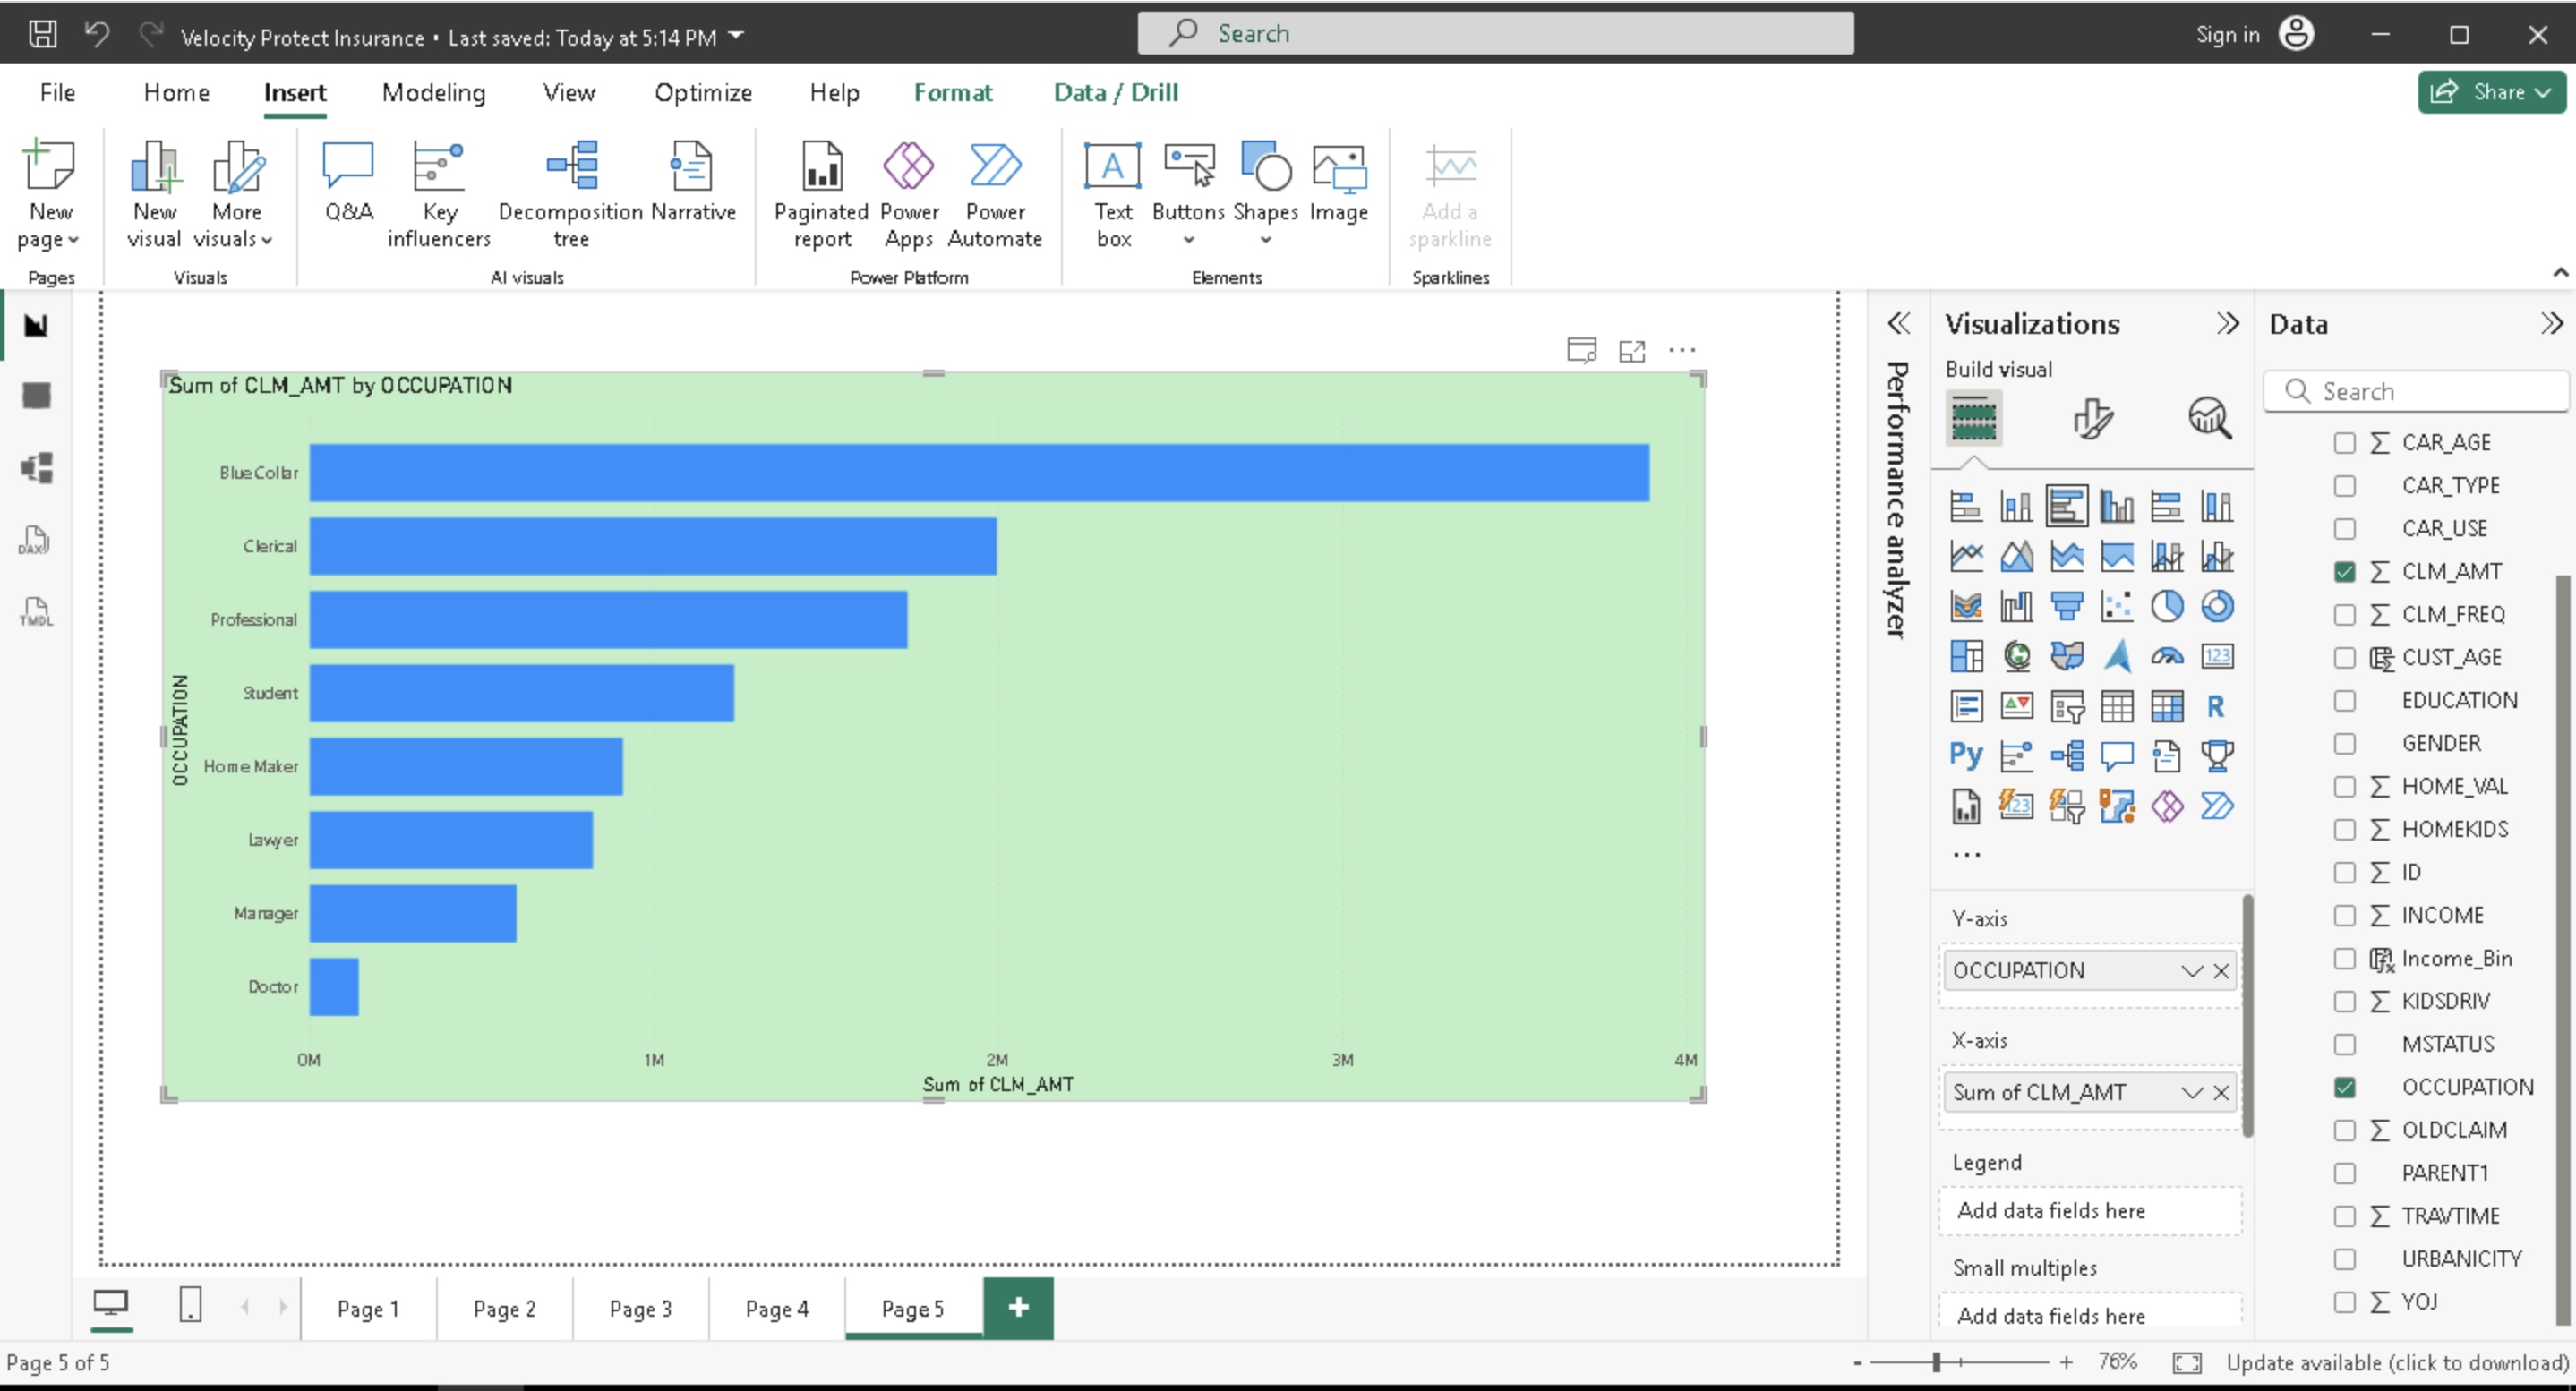 Velocity Protect Insurance • Last saved: Today at 5:14 PM
Search
Sign in
File Home Insert Modeling View Optimize Help Format Data / Drill
Share
New page
New visual
More visuals
Q&A
Key influencers
Decomposition tree
Narrative
Paginated report
Power Apps
Power Automate
Text box
Buttons
Shapes
Image
Add a sparkline
Pages
Visuals
AI visuals
Power Platform
Elements
Sparklines
DAX
TMDL
Sum of CLM_AMT by OCCUPATION
OCCUPATION
Blue Collar
Clerical
Professional
Student
Home Maker
Lawyer
Manager
Doctor
0M 1M 2M 3M 4M
Sum of CLM_AMT
Performance analyzer
Visualizations
Build visual
123
R
Py
123
Y-axis
OCCUPATION
X-axis
Sum of CLM_AMT
Legend
Add data fields here
Small multiples
Add data fields here
Data
Search
CAR_AGE
CAR_TYPE
CAR_USE
CLM_AMT
CLM_FREQ
CUST_AGE
EDUCATION
GENDER
HOME_VAL
HOMEKIDS
ID
INCOME
Income_Bin
KIDSDRIV
MSTATUS
OCCUPATION
OLDCLAIM
PARENT1
TRAVTIME
URBANICITY
YOJ
Page 1 Page 2 Page 3 Page 4 Page 5
Page 5 of 5
76%
Update available (click to download)